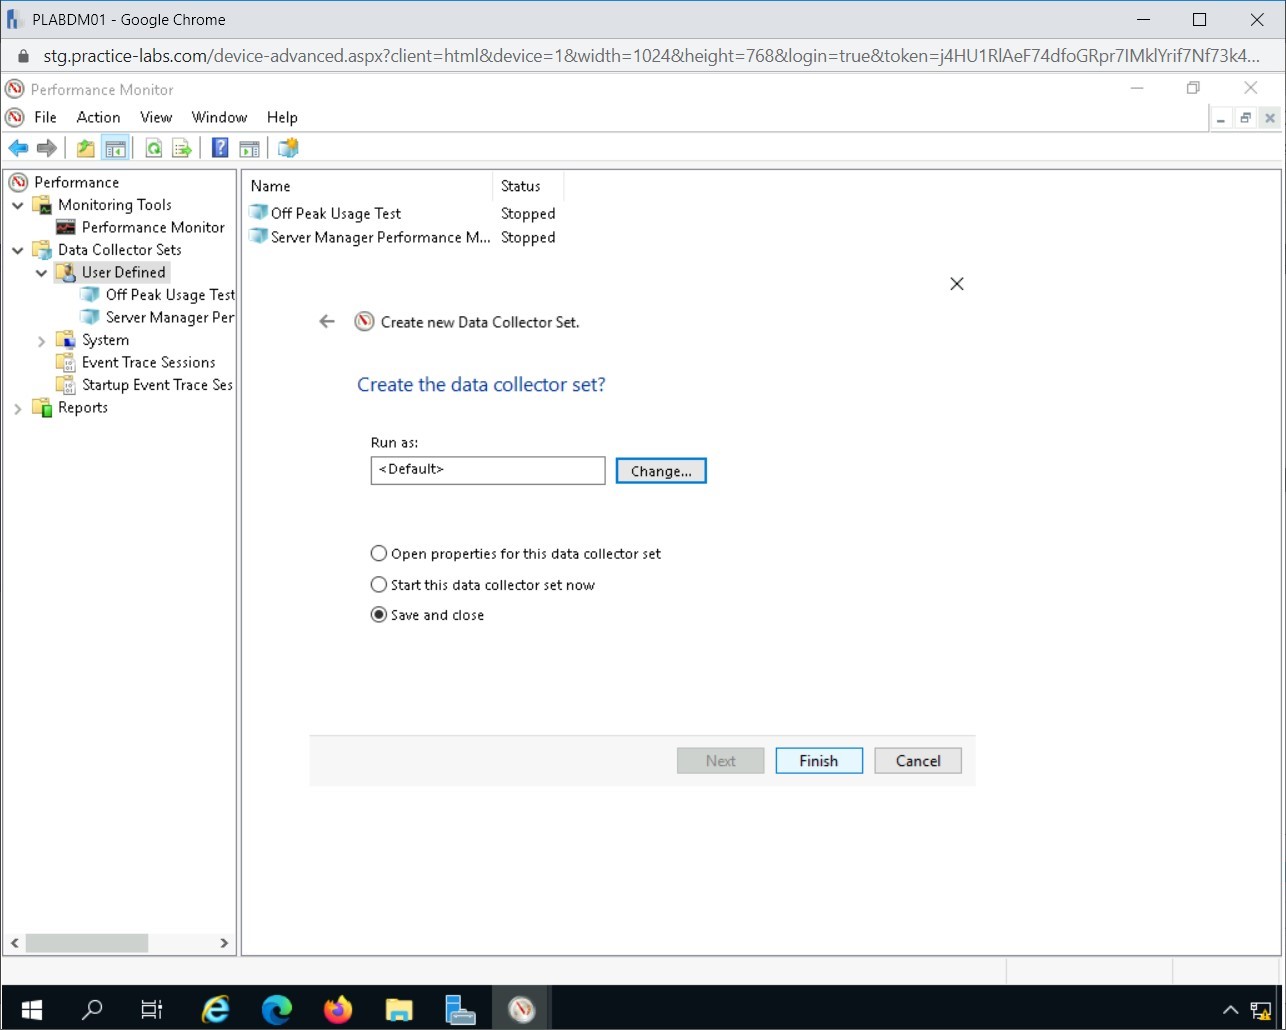 PLABDM01 - Google Chrome
stg.practice-labs.com/device-advanced.aspx?client=html&device=1&width=1024&height=768&login=true&token=j4HU1RlAeF74dfoGRpr7IMklYrif7Nf73k4...
Performance Monitor
File Action View Window Help
Performance
Monitoring Tools
Performance Monitor
Data Collector Sets
User Defined
Off Peak Usage Test
Server Manager Per
System
Event Trace Sessions
Startup Event Trace Ses
Reports
Name Status
Off Peak Usage Test Stopped
Server Manager Performance M... Stopped
Create new Data Collector Set.
Create the data collector set?
Run as:
<Default> Change...
Open properties for this data collector set
Start this data collector set now
Save and close
Next Finish Cancel